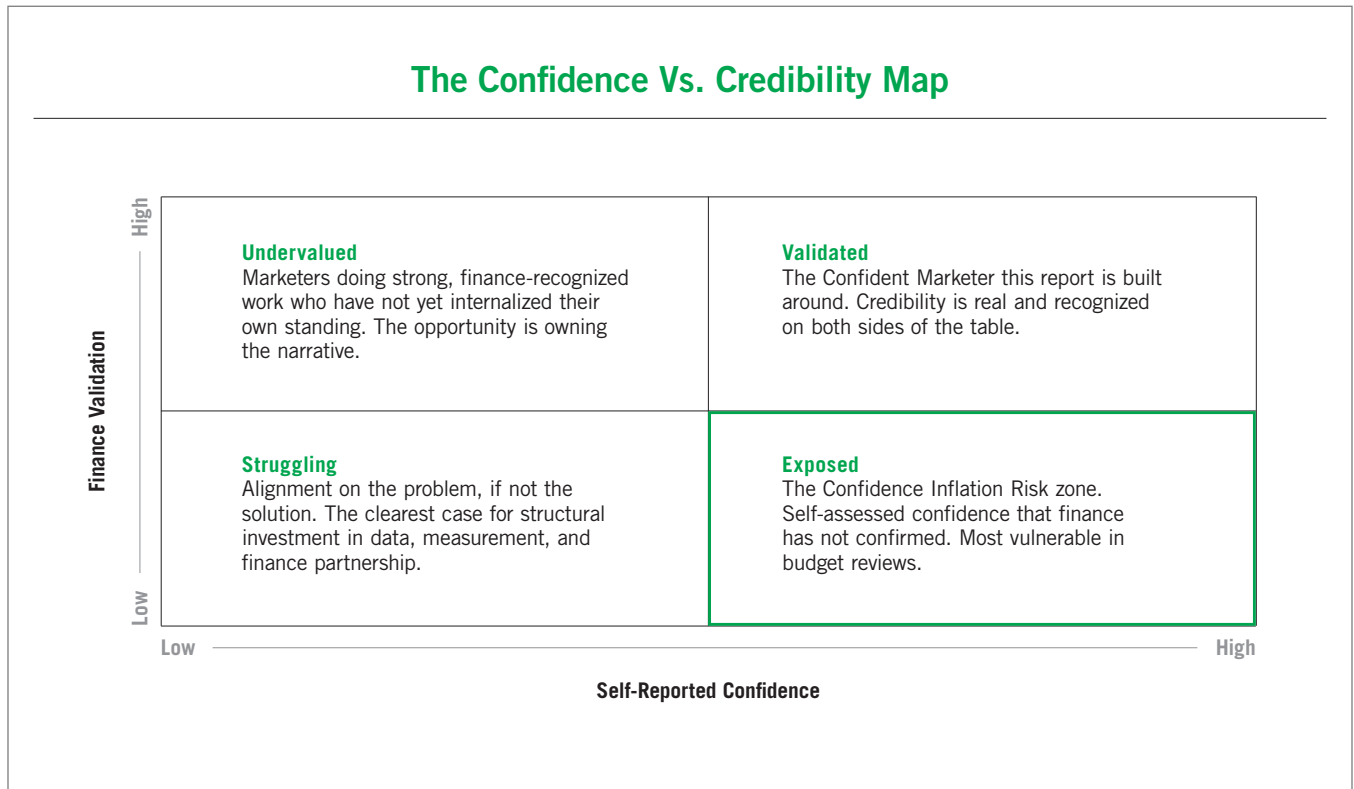 The Confidence Vs. Credibility Map
High
Undervalued
Marketers doing strong, finance-recognized
work who have not yet internalized their
own standing. The opportunity is owning
the narrative.
Validated
The Confident Marketer this report is built
around. Credibility is real and recognized
on both sides of the table.
Finance Validation
Struggling
Alignment on the problem, if not the
solution. The clearest case for structural
investment in data, measurement, and
finance partnership.
Exposed
The Confidence Inflation Risk zone.
Self-assessed confidence that finance
has not confirmed. Most vulnerable in
budget reviews.
Low
Low
High
Self-Reported Confidence